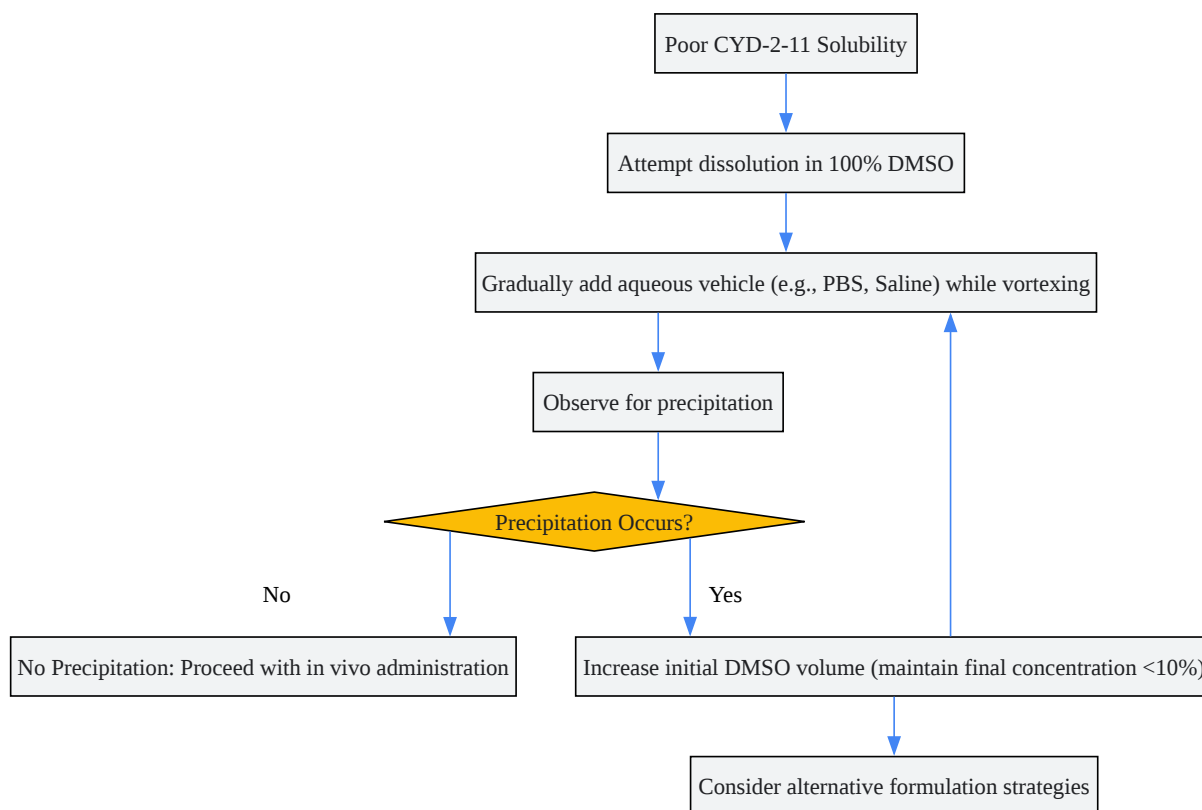 Poor CYD-2-11 Solubility
Attempt dissolution in 100% DMSO
Gradually add aqueous vehicle (e.g., PBS, Saline) while vortexing
Observe for precipitation
Precipitation Occurs?
No
Yes
No Precipitation: Proceed with in vivo administration
Increase initial DMSO volume (maintain final concentration <10%)
Consider alternative formulation strategies